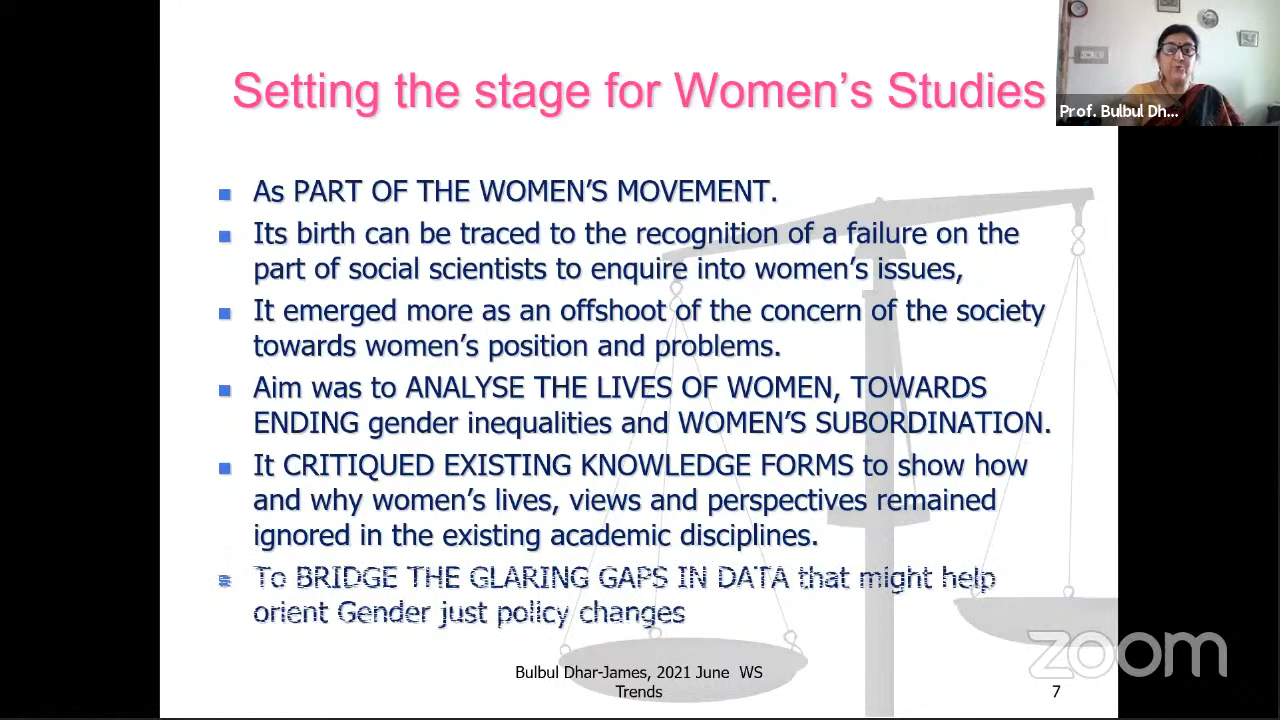 Setting the stage for Women's Studies
Prof. Bulbul Dh...
As PART OF THE WOMEN'S MOVEMENT.
Its birth can be traced to the recognition of a failure on the
part of social scientists to enquire into women's issues,
It emerged more as an offshoot of the concern of the society
towards women's position and problems.
Aim was to ANALYSE THE LIVES OF WOMEN, TOWARDS
ENDING gender inequalities and WOMEN'S SUBORDINATION.
It CRITIQUED EXISTING KNOWLEDGE FORMS to show how
and why women's lives, views and perspectives remained
ignored in the existing academic disciplines.
To BRIDGE THE GLARING GAPS IN DATA that might help
orient Gender just policy changes
zoom
Bulbul Dhar-James, 2021 June WS
Trends
7